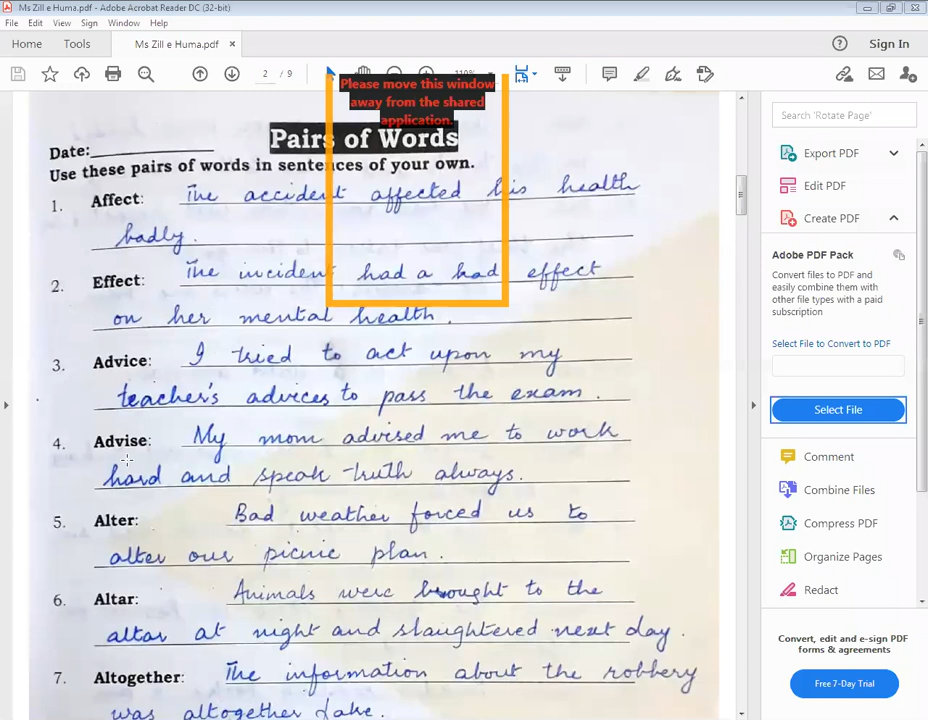 Ms Zill e Huma.pdf - Adobe Acrobat Reader DC (32-bit)
File Edit View Sign Window Help
Home Tools Ms Zill e Huma.pdf × Sign In
2 / 9 110%
Please move this window
away from the shared
application.
Pairs of Words
Date:
Use these pairs of words in sentences of your own.
1. Affect: The accident affected his health
badly.
2. Effect: The incident had a bad effect
on her mental health.
3. Advice: I tried to act upon my
teacher's advices to pass the exam.
4. Advise: My mom advised me to work
hard and speak truth always.
5. Alter: Bad weather forced us to
alter our picnic plan.
6. Altar: Animals were brought to the
altar at night and slaughtered next day.
7. Altogether: The information about the robbery
was altogether fake.
Search 'Rotate Page'
Export PDF
Edit PDF
Create PDF
Adobe PDF Pack
Convert files to PDF and
easily combine them with
other file types with a paid
subscription
Select File to Convert to PDF
Select File
Comment
Combine Files
Compress PDF
Organize Pages
Redact
Convert, edit and e-sign PDF
forms & agreements
Free 7-Day Trial